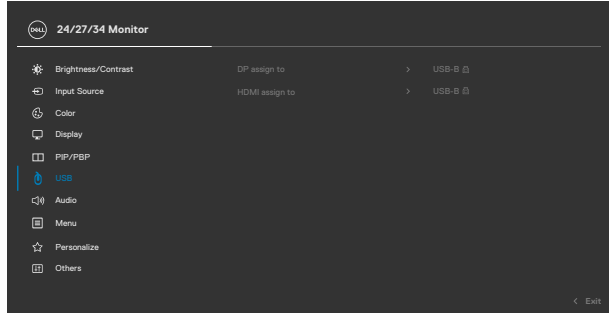 DELL 24/27/34 Monitor
Brightness/Contrast DP assign to > USB-B
Input Source HDMI assign to > USB-B
Color
Display
PIP/PBP
USB
Audio
Menu
Personalize
Others
< Exit